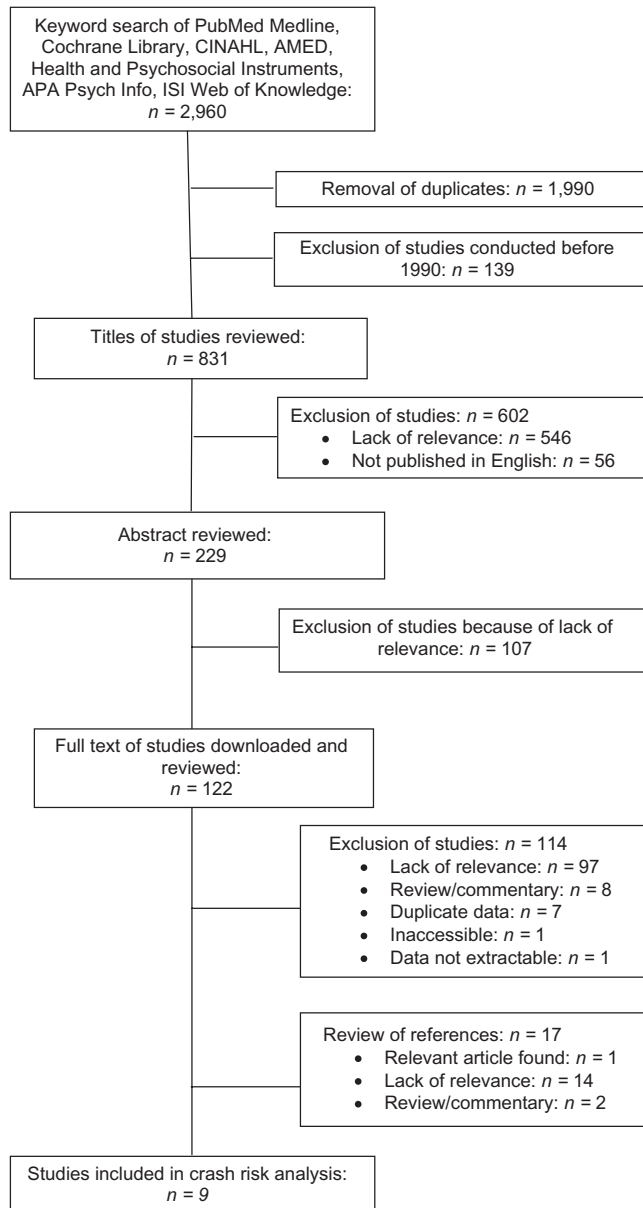 Keyword search of PubMed Medline,
Cochrane Library, CINAHL, AMED,
Health and Psychosocial Instruments,
APA Psych Info, ISI Web of Knowledge:
n = 2,960
Removal of duplicates: n = 1,990
Exclusion of studies conducted before
1990: n = 139
Titles of studies reviewed:
n = 831
Exclusion of studies: n = 602
• Lack of relevance: n = 546
• Not published in English: n = 56
Abstract reviewed:
n = 229
Exclusion of studies because of lack of
relevance: n = 107
Full text of studies downloaded and
reviewed:
n = 122
Exclusion of studies: n = 114
• Lack of relevance: n = 97
• Review/commentary: n = 8
• Duplicate data: n = 7
• Inaccessible: n = 1
• Data not extractable: n = 1
Review of references: n = 17
• Relevant article found: n = 1
• Lack of relevance: n = 14
• Review/commentary: n = 2
Studies included in crash risk analysis:
n = 9